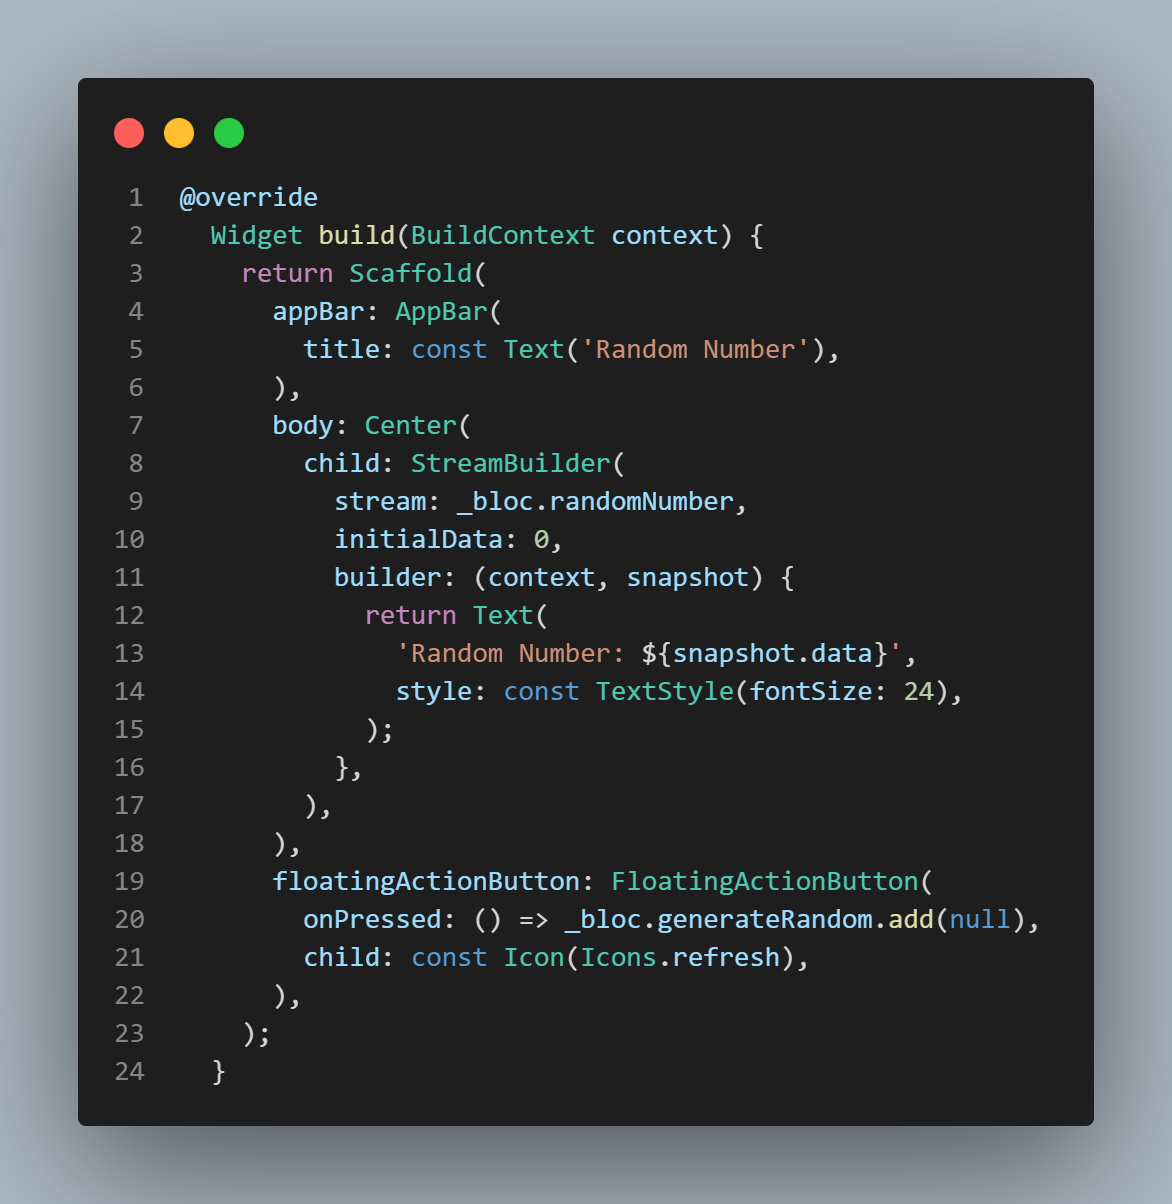 1 @override
2   Widget build(BuildContext context) {
3     return Scaffold(
4       appBar: AppBar(
5         title: const Text('Random Number'),
6       ),
7       body: Center(
8         child: StreamBuilder(
9           stream: _bloc.randomNumber,
10           initialData: 0,
11           builder: (context, snapshot) {
12             return Text(
13               'Random Number: ${snapshot.data}',
14               style: const TextStyle(fontSize: 24),
15             );
16           },
17         ),
18       ),
19       floatingActionButton: FloatingActionButton(
20         onPressed: () => _bloc.generateRandom.add(null),
21         child: const Icon(Icons.refresh),
22       ),
23     );
24   }